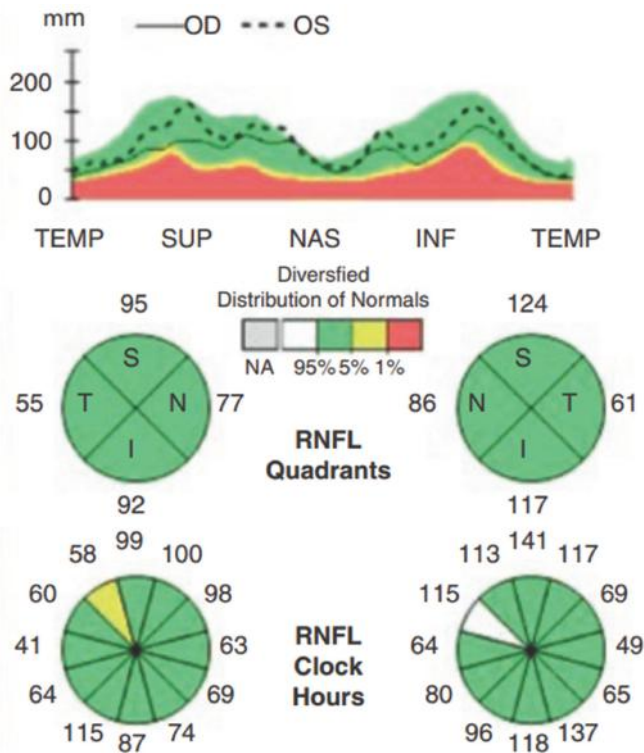 mm
OD OS
200
100
0
TEMP SUP NAS INF TEMP
Diversfied
Distribution of Normals
NA 95% 5% 1%
95
S
T N
I
55 77
92
124
S
N T
I
86 61
117
RNFL
Quadrants
99
58 100
60 98
41 63
64 69
115 74
87
RNFL
Clock
Hours
141
113 117
115 69
64 49
80 65
96 137
118